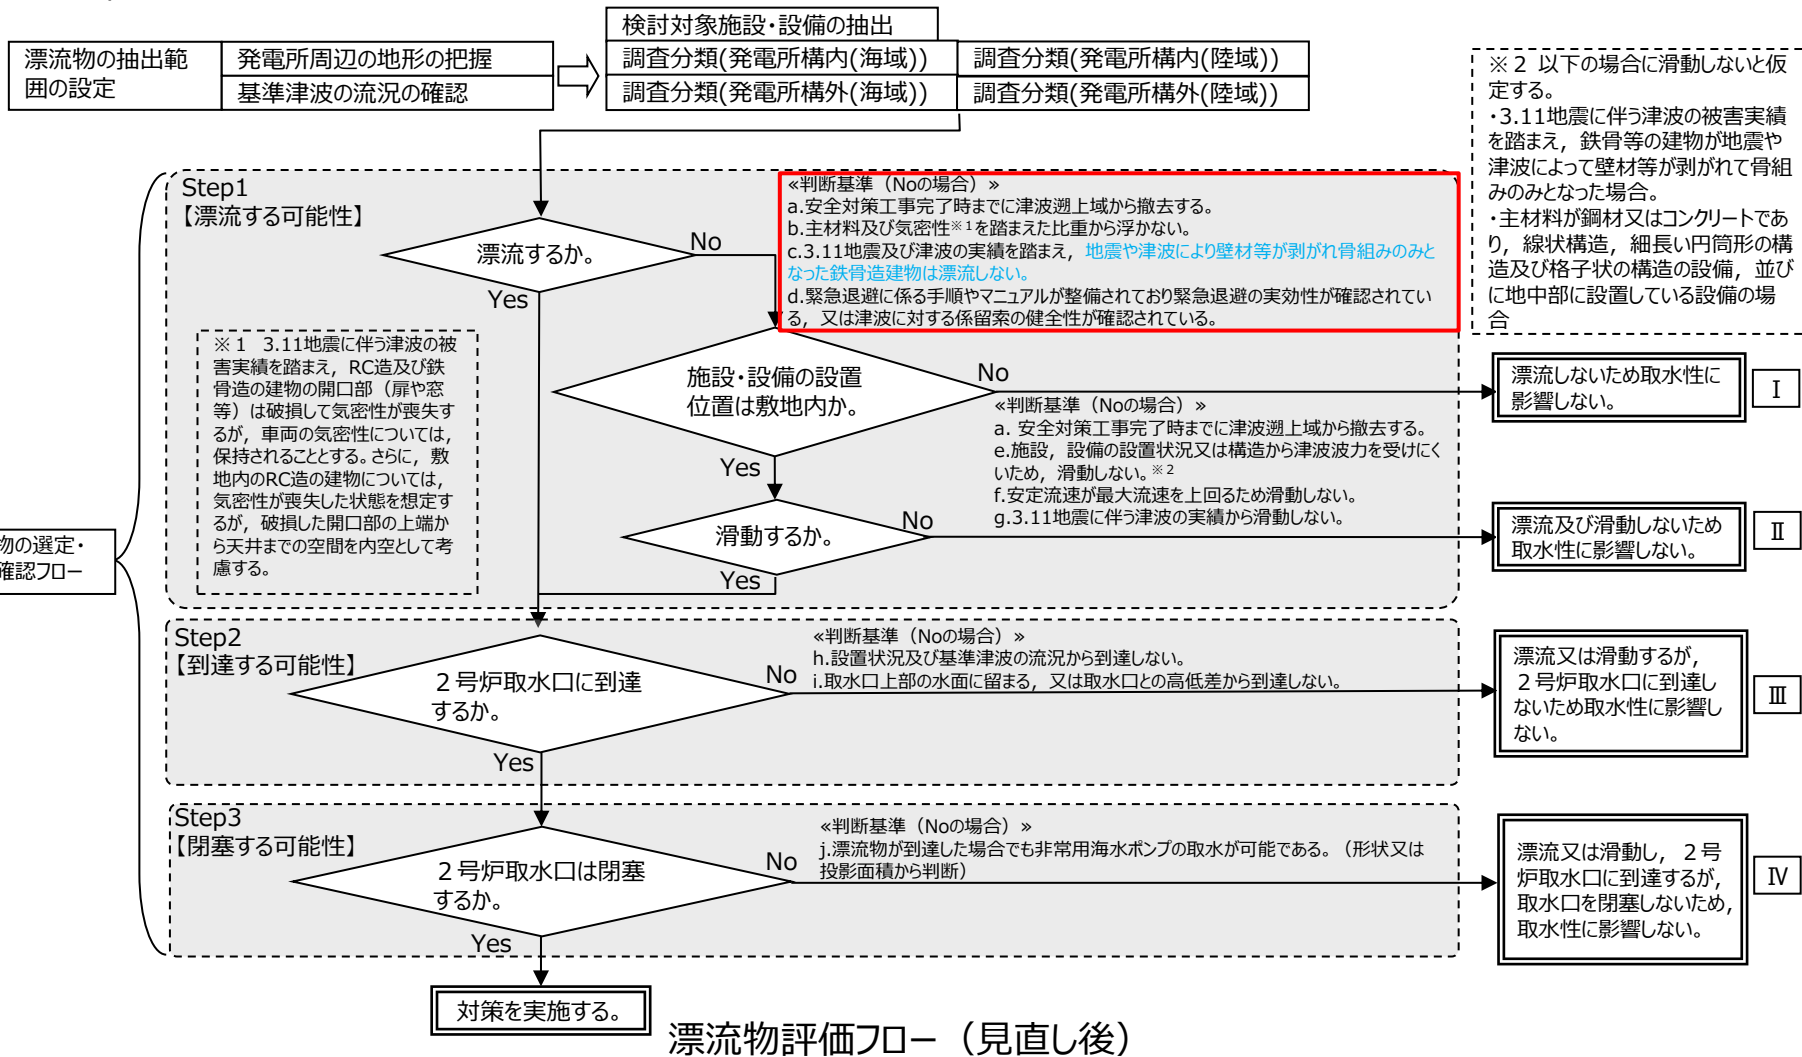 漂流物の抽出範
囲の設定
発電所周辺の地形の把握
基準津波の流況の確認
検討対象施設・設備の抽出
調査分類(発電所構内(海域))
調査分類(発電所構内(陸域))
調査分類(発電所構外(海域))
調査分類(発電所構外(陸域))
※２ 以下の場合に滑動しないと仮
定する。
・3.11地震に伴う津波の被害実績
を踏まえ，鉄骨等の建物が地震や
津波によって壁材等が剥がれて骨組
みのみとなった場合。
・主材料が鋼材又はコンクリートであ
り，線状構造，細長い円筒形の構
造及び格子状の構造の設備，並び
に地中部に設置している設備の場
合
物の選定・
確認フロー
Step1
【漂流する可能性】
漂流するか。
No
Yes
«判断基準（Noの場合）»
a.安全対策工事完了時までに津波遡上域から撤去する。
b.主材料及び気密性※１を踏まえた比重から浮かない。
c.3.11地震及び津波の実績を踏まえ，地震や津波により壁材等が剥がれ骨組みのみと
なった鉄骨造建物は漂流しない。
d.緊急退避に係る手順やマニュアルが整備されており緊急退避の実効性が確認されてい
る，又は津波に対する係留索の健全性が確認されている。
※１ 3.11地震に伴う津波の被
害実績を踏まえ，RC造及び鉄
骨造の建物の開口部（扉や窓
等）は破損して気密性が喪失す
るが，車両の気密性については，
保持されることとする。さらに，敷
地内のRC造の建物については，
気密性が喪失した状態を想定す
るが，破損した開口部の上端か
ら天井までの空間を内空として考
慮する。
施設・設備の設置
位置は敷地内か。
No
Yes
«判断基準（Noの場合）»
a. 安全対策工事完了時までに津波遡上域から撤去する。
e.施設，設備の設置状況又は構造から津波波力を受けにく
いため，滑動しない。※２
f.安定流速が最大流速を上回るため滑動しない。
g.3.11地震に伴う津波の実績から滑動しない。
漂流しないため取水性に
影響しない。
Ⅰ
滑動するか。
No
Yes
漂流及び滑動しないため
取水性に影響しない。
Ⅱ
Step2
【到達する可能性】
２号炉取水口に到達
するか。
No
Yes
«判断基準（Noの場合）»
h.設置状況及び基準津波の流況から到達しない。
i.取水口上部の水面に留まる，又は取水口との高低差から到達しない。
漂流又は滑動するが，
２号炉取水口に到達し
ないため取水性に影響し
ない。
Ⅲ
Step3
【閉塞する可能性】
２号炉取水口は閉塞
するか。
No
Yes
«判断基準（Noの場合）»
j.漂流物が到達した場合でも非常用海水ポンプの取水が可能である。（形状又は
投影面積から判断）
漂流又は滑動し，２号
炉取水口に到達するが，
取水口を閉塞しないため，
取水性に影響しない。
Ⅳ
対策を実施する。
漂流物評価フロー（見直し後）